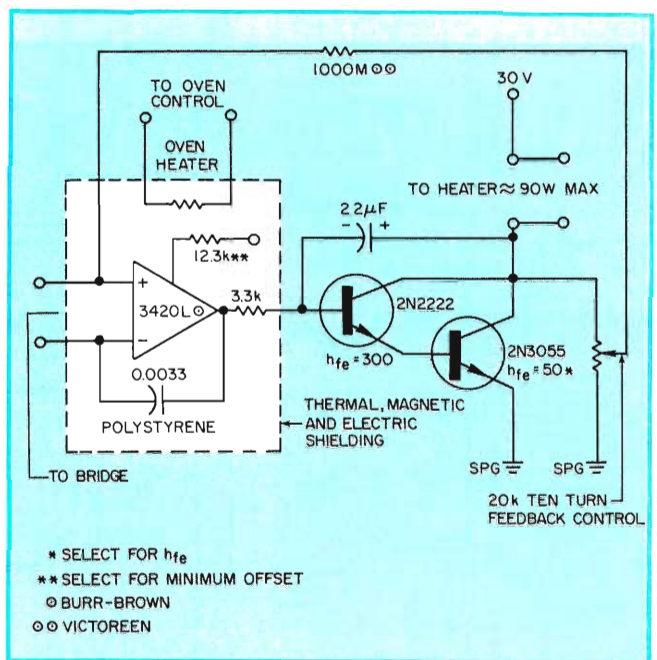 1000M ⊙⊙
TO OVEN
CONTROL
30 V
OVEN
HEATER
TO HEATER ≈ 90W MAX
2.2μF
- +
12.3k**
+
3420L⊙
3.3k
2N2222
-
h_fe = 300
2N3055
h_fe = 50*
0.0033
POLYSTYRENE
THERMAL, MAGNETIC
AND ELECTRIC
SHIELDING
TO BRIDGE
SPG
SPG
20k TEN TURN
FEEDBACK CONTROL
* SELECT FOR h_fe
** SELECT FOR MINIMUM OFFSET
⊙ BURR-BROWN
⊙⊙ VICTOREEN